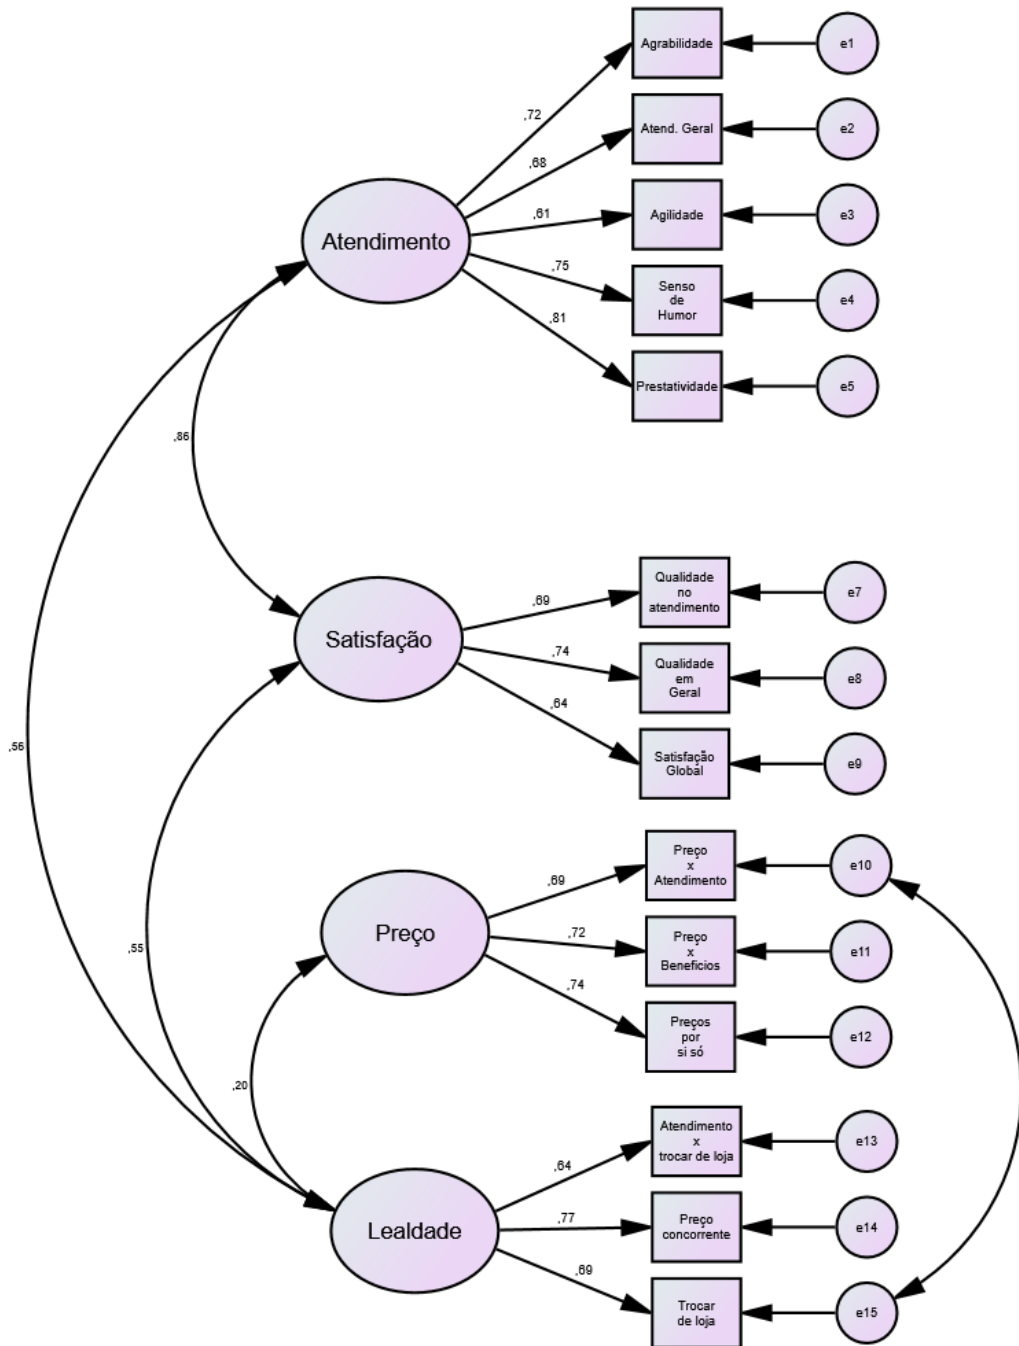 Agrabilidade
e1
,72
Atend. Geral
e2
,68
Agilidade
e3
,61
Atendimento
Senso
de
Humor
e4
,75
,81
Prestatividade
e5
,86
Qualidade
no
atendimento
e7
,69
Satisfação
Qualidade
em
Geral
e8
,74
,64
Satisfação
Global
e9
,56
Preço
x
Atendimento
e10
,69
Preço
Preço
x
Beneficios
e11
,72
,55
,74
Preços
por
si só
e12
,20
Atendimento
x
trocar de loja
e13
,64
Lealdade
Preço
concorrente
e14
,77
,69
Trocar
de loja
e15